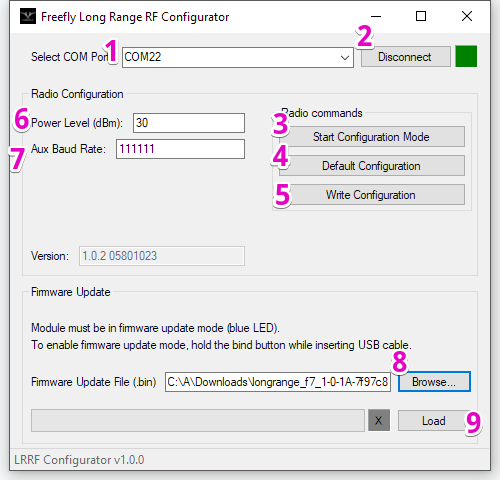 Freefly Long Range RF Configurator
1
2
Select COM Port
COM22
Disconnect
Radio Configuration
6
Power Level (dBm): 30
7
Aux Baud Rate: 111111
Radio commands
3
Start Configuration Mode
4
Default Configuration
5
Write Configuration
Version: 1.0.2 05801023
Firmware Update
Module must be in firmware update mode (blue LED).
To enable firmware update mode, hold the bind button while inserting USB cable.
8
Firmware Update File (.bin) C:\A\Downloads\longrange_f7_1-0-1A-7f97c8 Browse...
X Load
9
LRRF Configurator v1.0.0